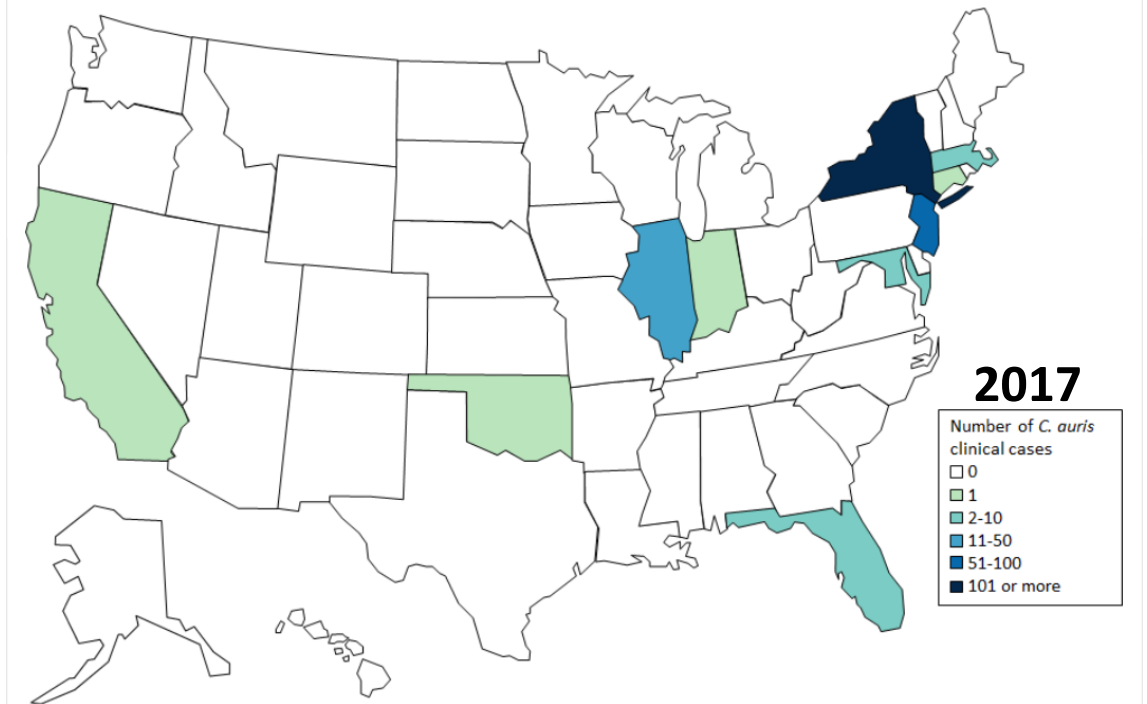 2017
Number of C. auris
clinical cases
0
1
2-10
11-50
51-100
101 or more